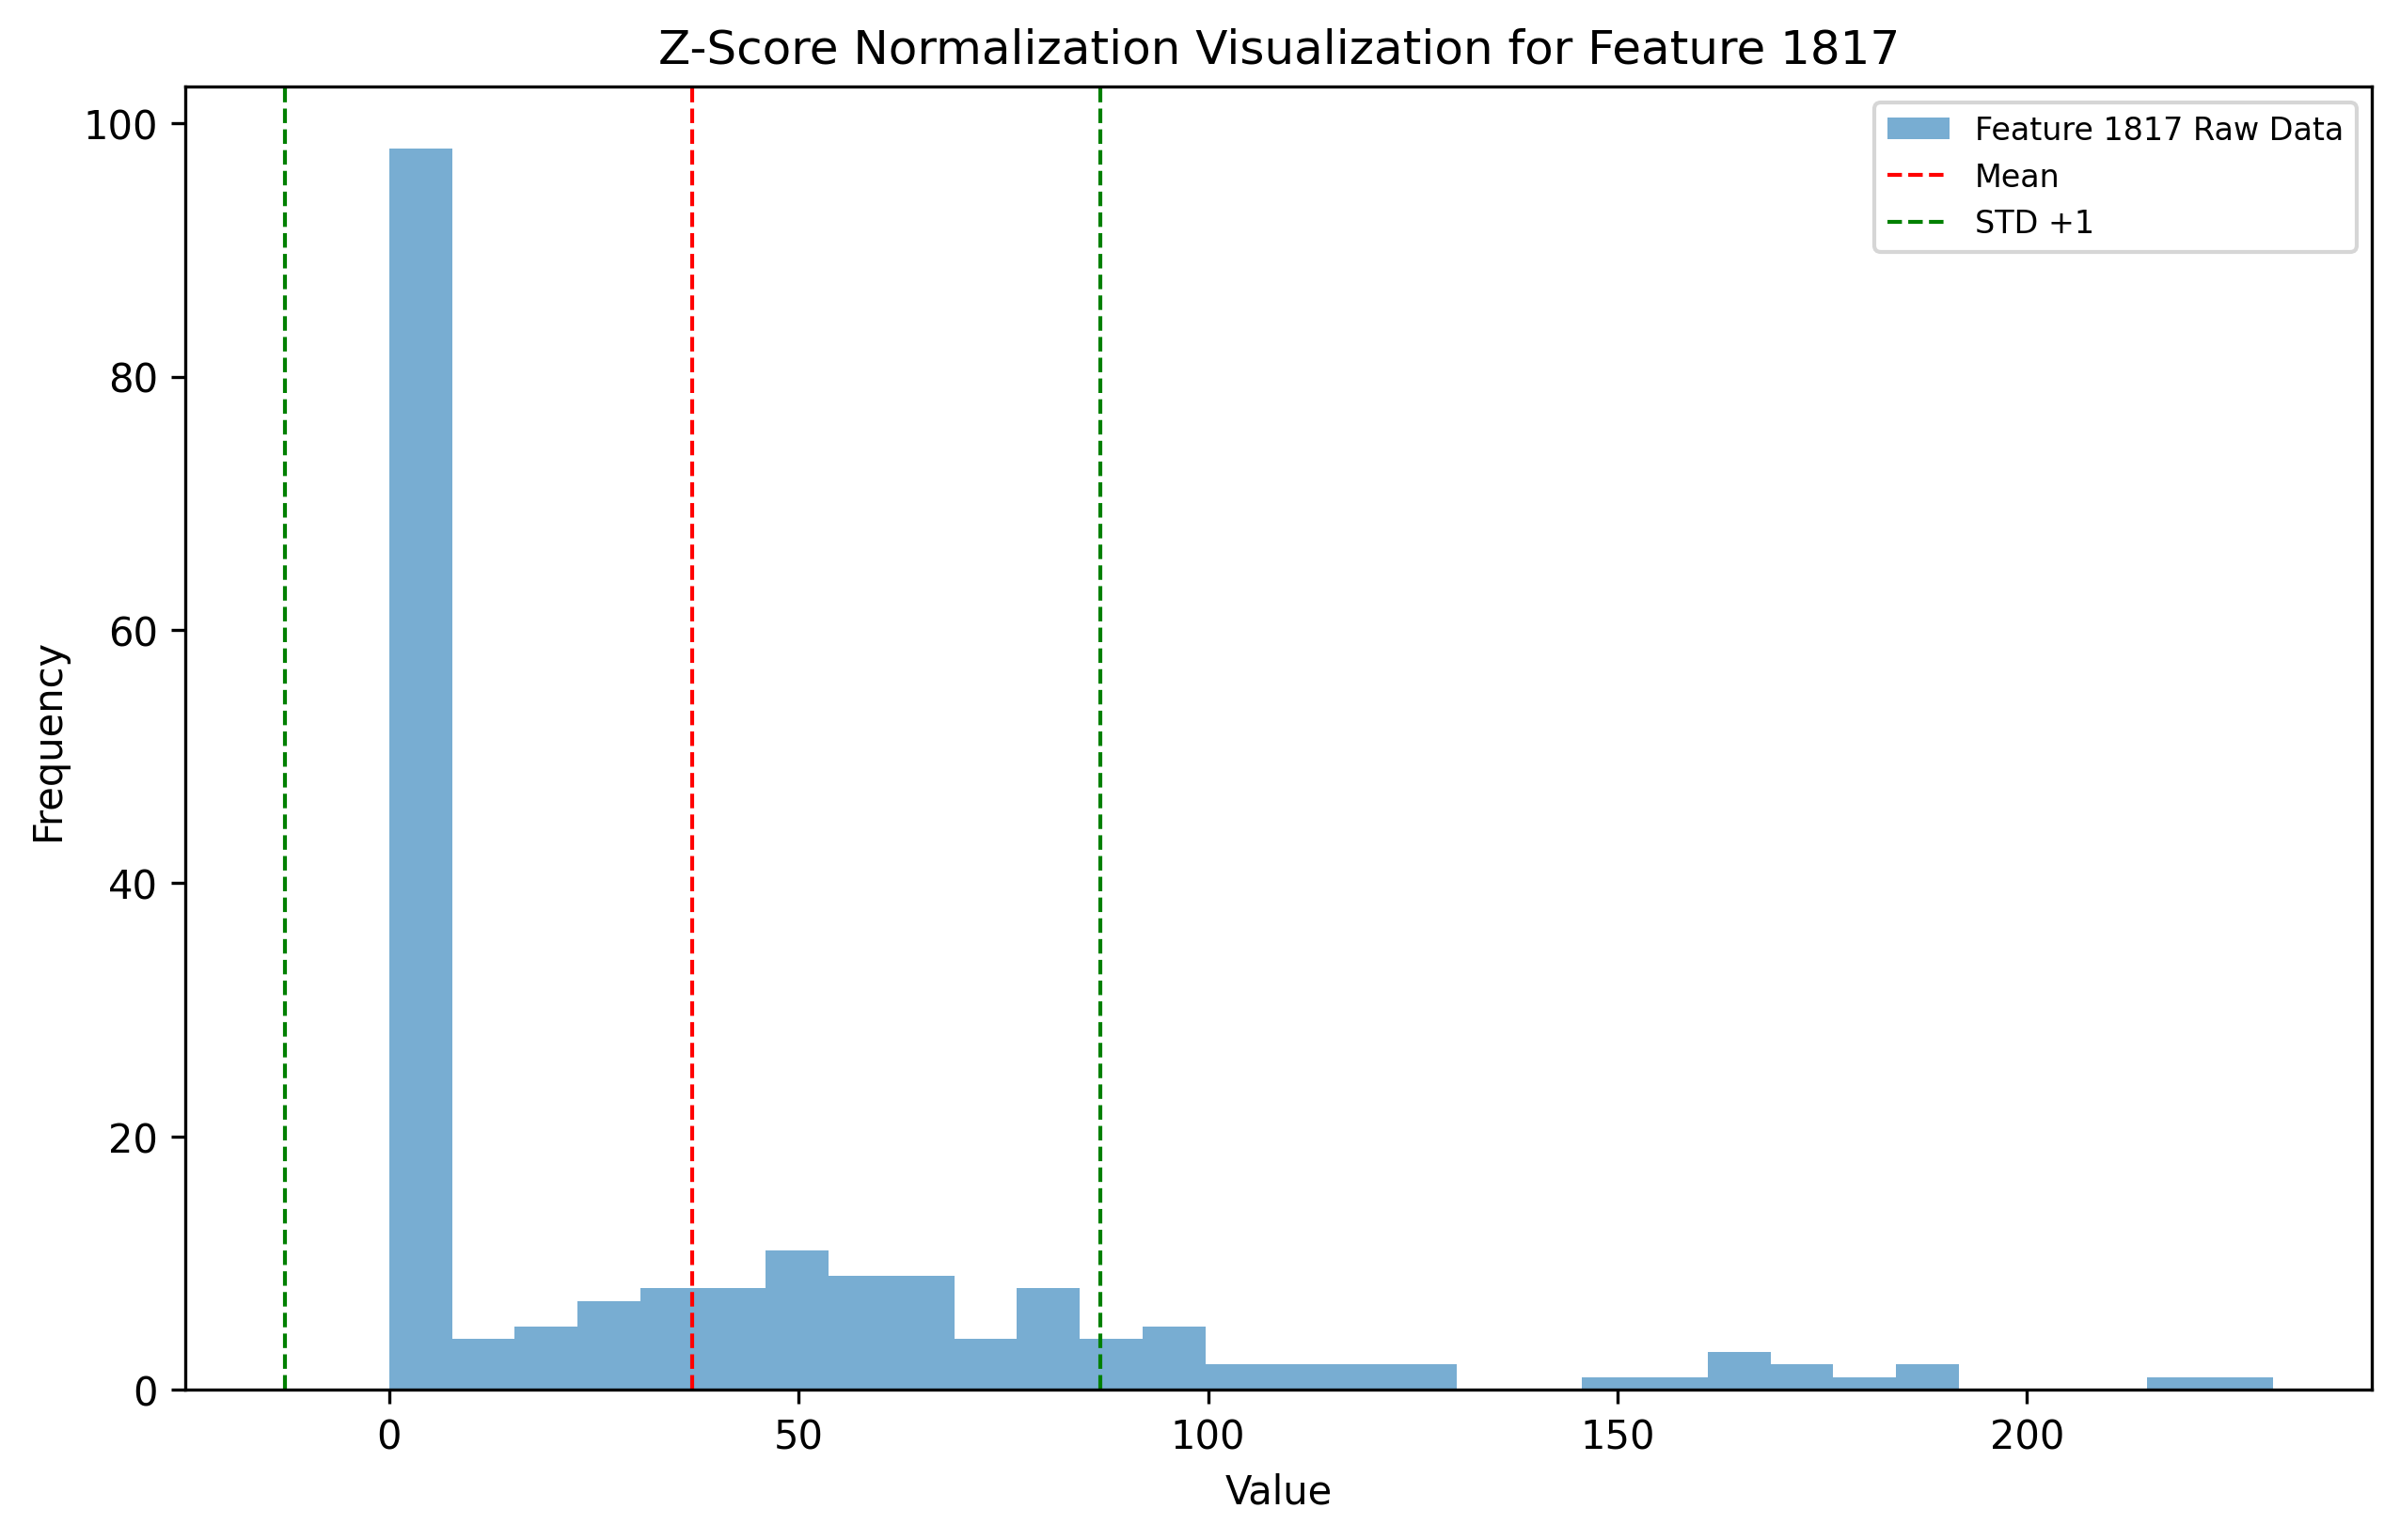 Z-Score Normalization Visualization for Feature 1817
Feature 1817 Raw Data
Mean
STD +1
100
80
60
40
20
0
Frequency
0 50 100 150 200
Value